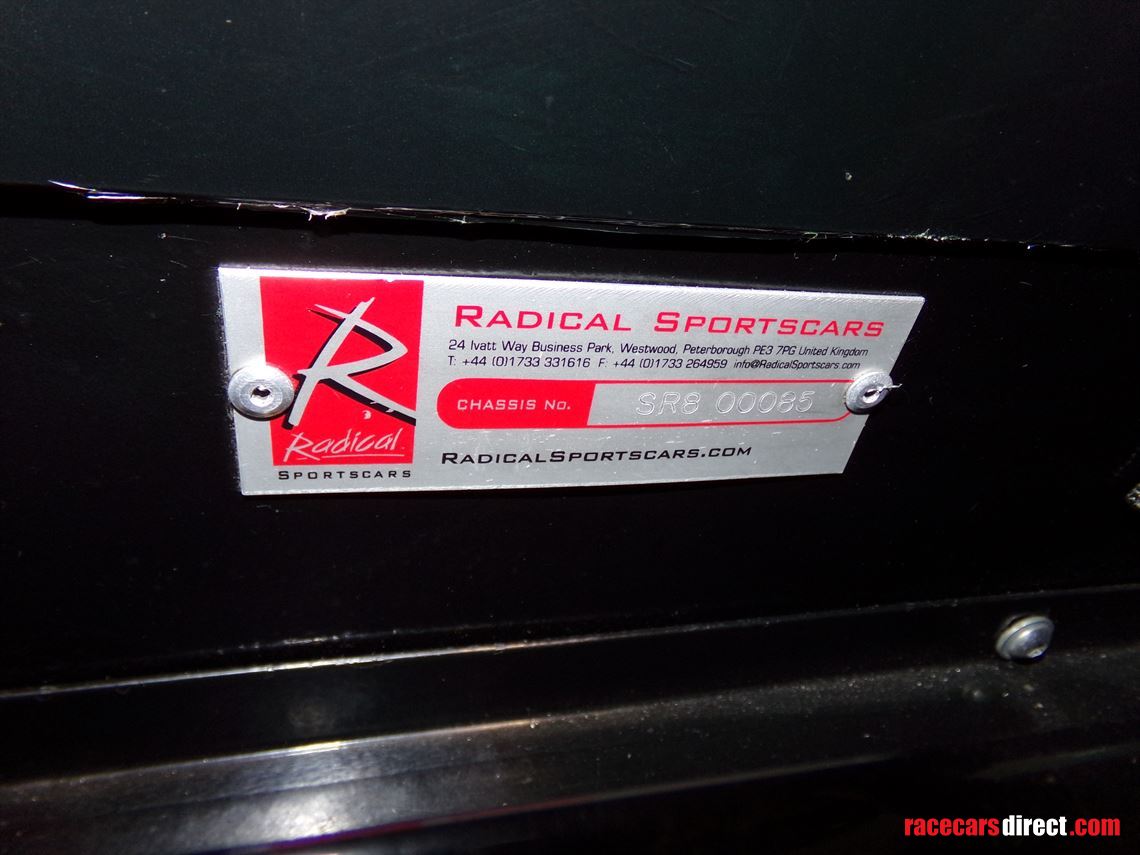 R
Radical
SPORTSCARS
RADICAL SPORTSCARS
24 Ivatt Way Business Park, Westwood, Peterborough PE3 7PG United Kingdom
T: +44 (0)1733 331616 F: +44 (0)1733 264959 info@RadicalSportscars.com
CHASSIS No. SR8 00085
RADICALSPORTSCARS.COM
racecarsdirect.com